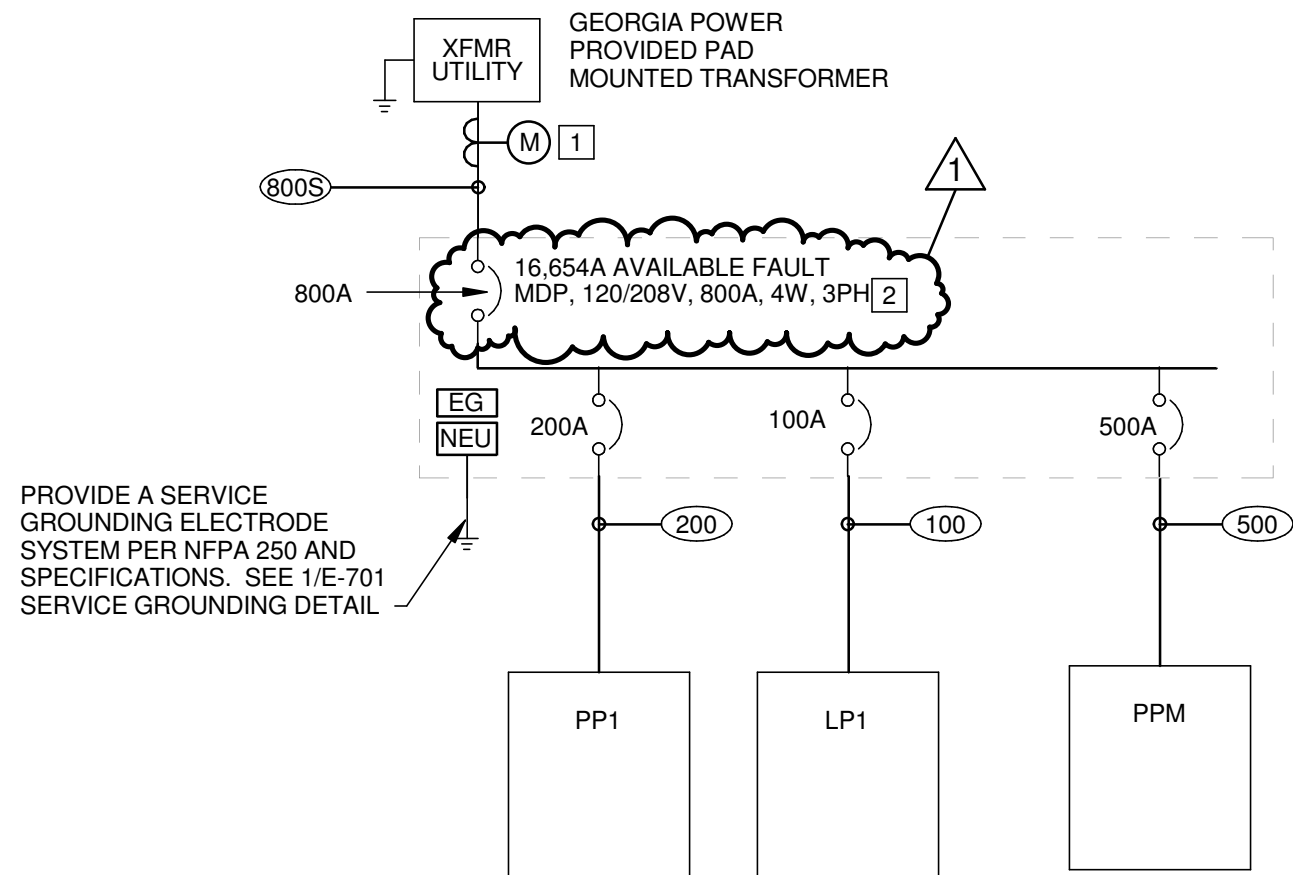 XFMR
UTILITY
GEORGIA POWER
PROVIDED PAD
MOUNTED TRANSFORMER
M
1
800S
1
16,654A AVAILABLE FAULT
MDP, 120/208V, 800A, 4W, 3PH
2
800A
EG
NEU
200A
100A
500A
PROVIDE A SERVICE
GROUNDING ELECTRODE
SYSTEM PER NFPA 250 AND
SPECIFICATIONS. SEE 1/E-701
SERVICE GROUNDING DETAIL
200
100
500
PP1
LP1
PPM